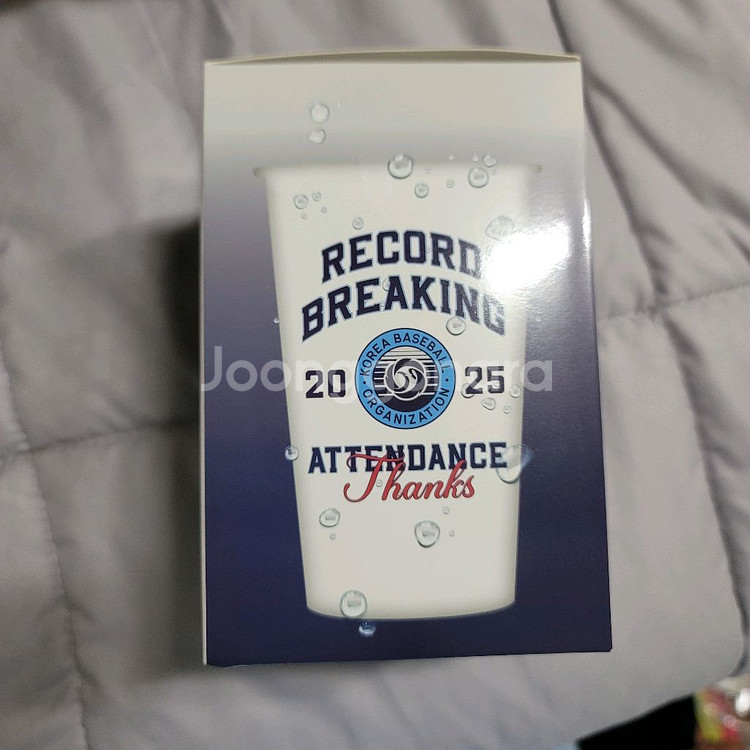 RECORD
BREAKING
KOREA BASEBALL
20 25
ORGANIZATION
ATTENDANCE
Thanks